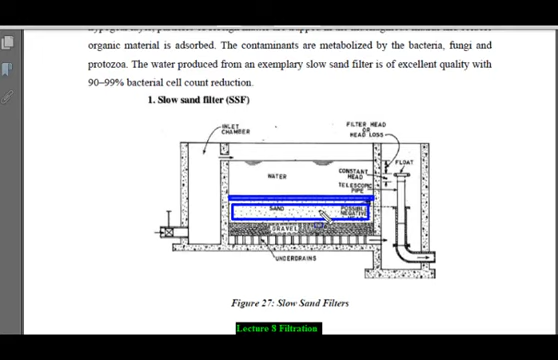 organic material is adsorbed. The contaminants are metabolized by the bacteria, fungi and
protozoa. The water produced from an exemplary slow sand filter is of excellent quality with
90–99% bacterial cell count reduction.
1. Slow sand filter (SSF)
INLET
CHAMBER
FILTER HEAD
OR
HEAD LOSS
FLOAT
CONSTANT
HEAD
WATER
TELESCOPIC
PIPE
SAND
POSSIBLE
NEGATIVE
GRAVEL
UNDERDRAINS
Figure 27: Slow Sand Filters
Lecture 8 Filtration